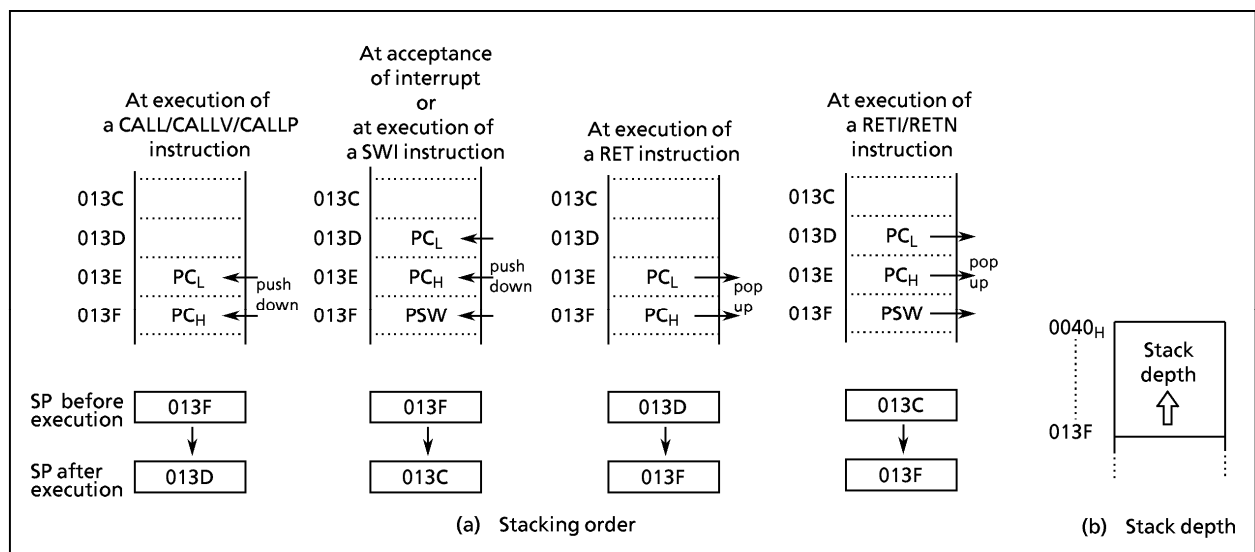 At execution of
a CALL/CALLV/CALLP
instruction
013C
013D
013E PCL
013F PCH
push
down
At acceptance
of interrupt
or
at execution of
a SWI instruction
013C
013D PCL
013E PCH
013F PSW
push
down
At execution of
a RET instruction
013C
013D
013E PCL
013F PCH
pop
up
At execution of
a RETI/RETN
instruction
013C
013D PCL
013E PCH
013F PSW
pop
up
SP before
execution
013F
013F
013D
013C
SP after
execution
013D
013C
013F
013F
(a) Stacking order
0040H
Stack
depth
013F
(b) Stack depth